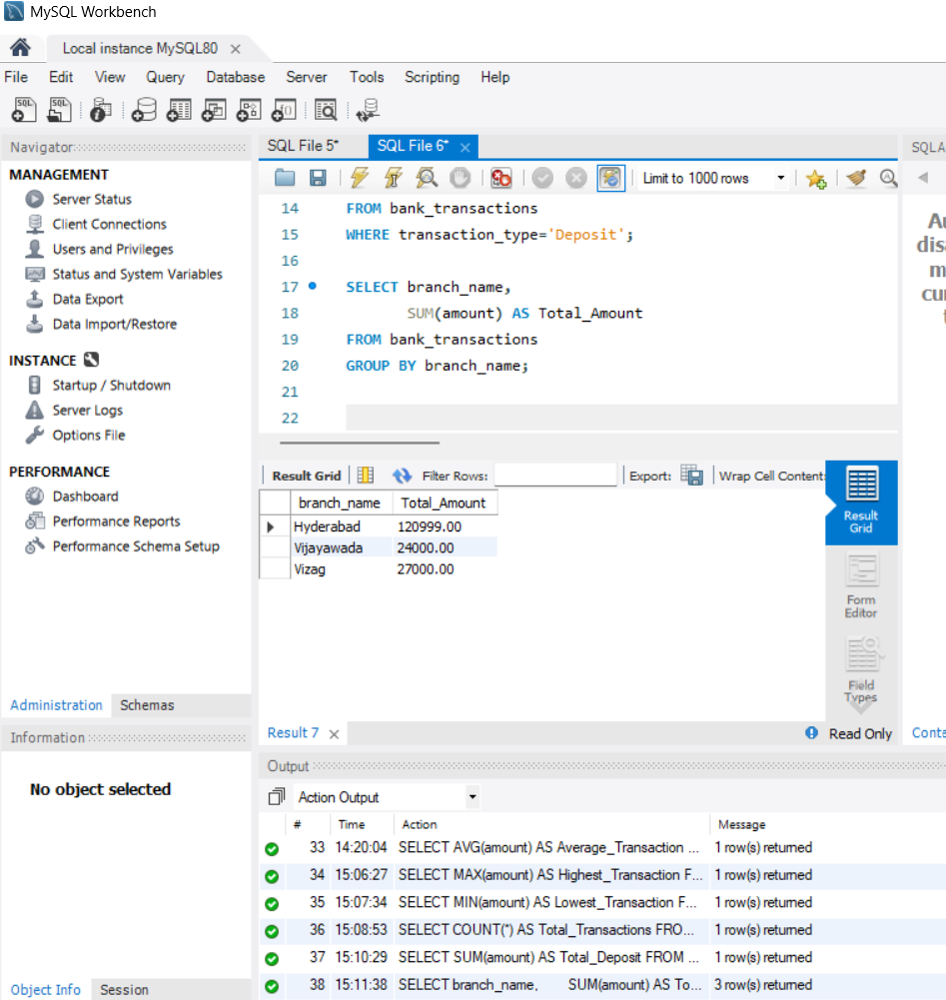 MySQL Workbench
Local instance MySQL80
File Edit View Query Database Server Tools Scripting Help
Navigator
MANAGEMENT
Server Status
Client Connections
Users and Privileges
Status and System Variables
Data Export
Data Import/Restore
INSTANCE
Startup / Shutdown
Server Logs
Options File
PERFORMANCE
Dashboard
Performance Reports
Performance Schema Setup
Administration Schemas
Information
No object selected
Object Info Session
SQL File 5* SQL File 6*
Limit to 1000 rows
14 FROM bank_transactions
15 WHERE transaction_type='Deposit';
16
17 SELECT branch_name,
18 SUM(amount) AS Total_Amount
19 FROM bank_transactions
20 GROUP BY branch_name;
21
22
Result Grid Filter Rows: Export: Wrap Cell Content:
branch_name Total_Amount
Hyderabad 120999.00
Vijayawada 24000.00
Vizag 27000.00
Result
Grid
Form
Editor
Field
Types
Result 7 Read Only
Output
Action Output
# Time Action Message
33 14:20:04 SELECT AVG(amount) AS Average_Transaction ... 1 row(s) returned
34 15:06:27 SELECT MAX(amount) AS Highest_Transaction F... 1 row(s) returned
35 15:07:34 SELECT MIN(amount) AS Lowest_Transaction F... 1 row(s) returned
36 15:08:53 SELECT COUNT(*) AS Total_Transactions FRO... 1 row(s) returned
37 15:10:29 SELECT SUM(amount) AS Total_Deposit FROM ... 1 row(s) returned
38 15:11:38 SELECT branch_name, SUM(amount) AS To... 3 row(s) returned
SQLA